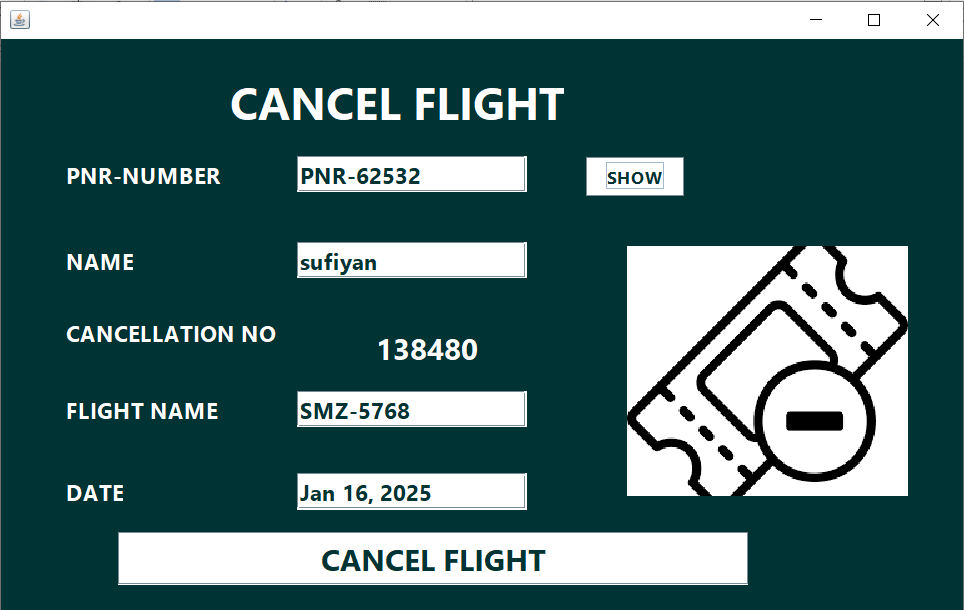 CANCEL FLIGHT
PNR-NUMBER PNR-62532 SHOW
NAME sufiyan
CANCELLATION NO 138480
FLIGHT NAME SMZ-5768
DATE Jan 16, 2025
CANCEL FLIGHT